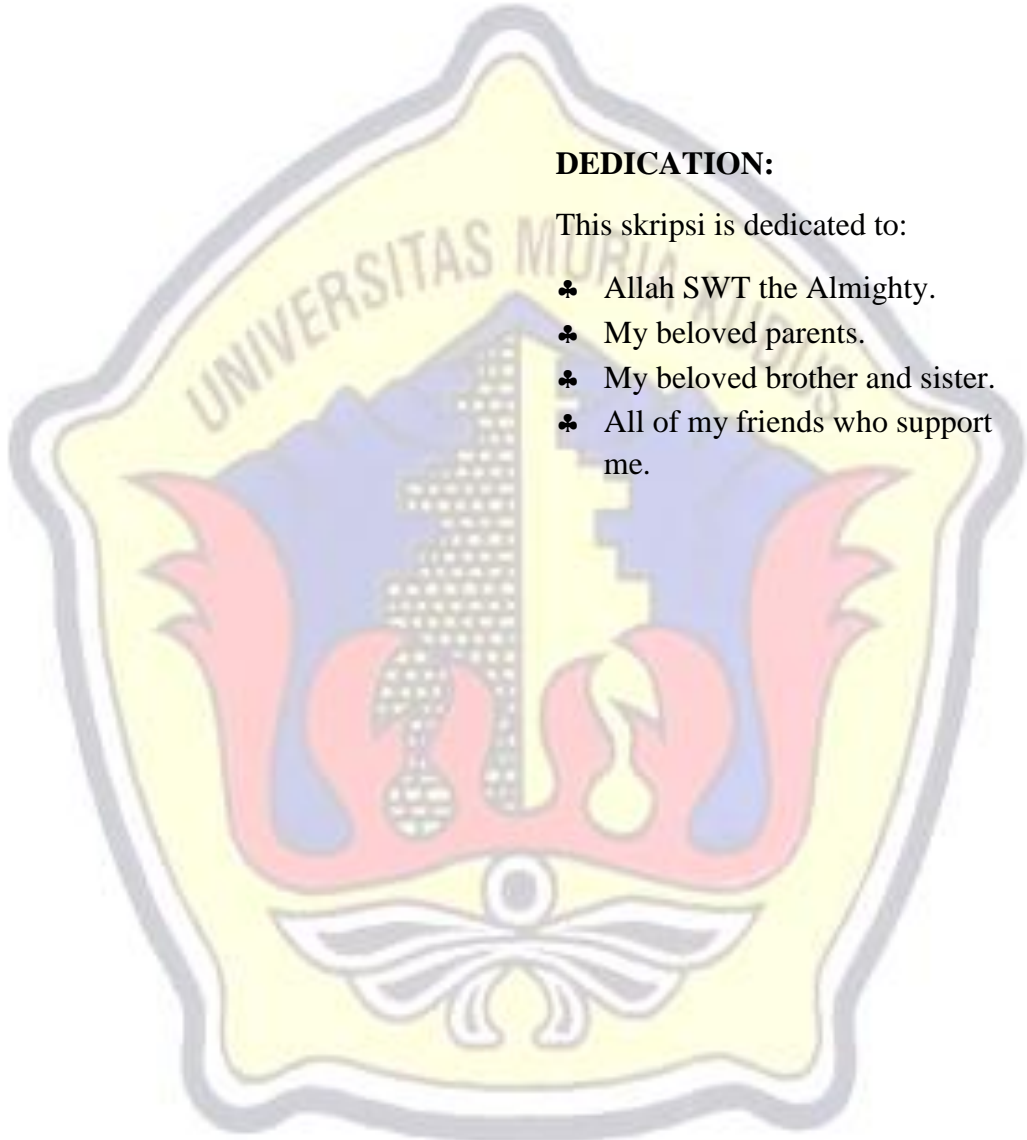 DEDICATION:
This skripsi is dedicated to:
♣ Allah SWT the Almighty.
♣ My beloved parents.
♣ My beloved brother and sister.
♣ All of my friends who support
me.
UNIVERSITAS MURIA KUDUS